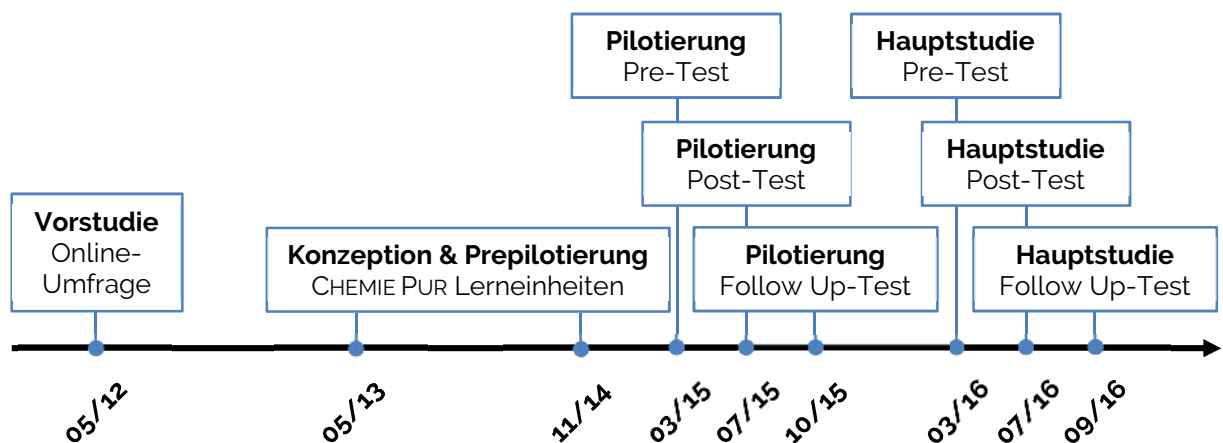 Pilotierung
Pre-Test
Hauptstudie
Pre-Test
Pilotierung
Post-Test
Hauptstudie
Post-Test
Vorstudie
Online-
Umfrage
Konzeption & Prepilotierung
CHEMIE PUR Lerneinheiten
Pilotierung
Follow Up-Test
Hauptstudie
Follow Up-Test
05/12
05/13
11/14
03/15
07/15
10/15
03/16
07/16
09/16